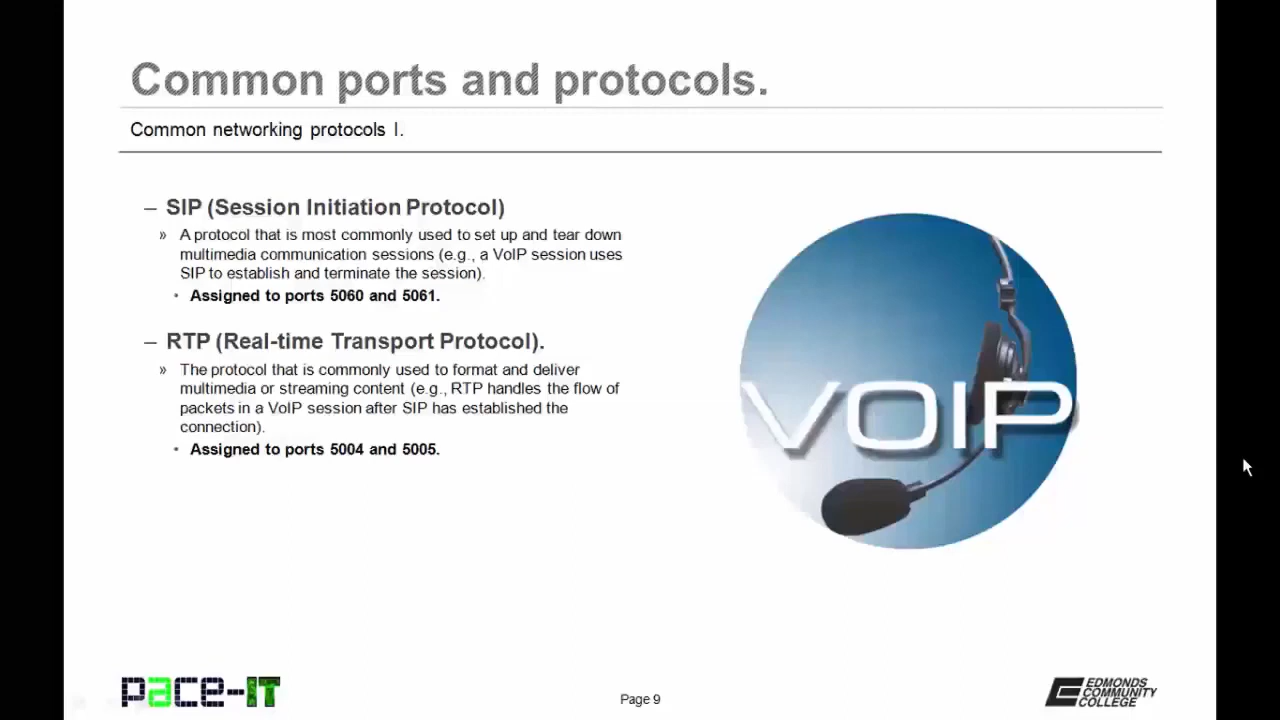 Common ports and protocols.
Common networking protocols I.
– SIP (Session Initiation Protocol)
» A protocol that is most commonly used to set up and tear down
multimedia communication sessions (e.g., a VoIP session uses
SIP to establish and terminate the session).
• Assigned to ports 5060 and 5061.
– RTP (Real-time Transport Protocol).
» The protocol that is commonly used to format and deliver
multimedia or streaming content (e.g., RTP handles the flow of
packets in a VoIP session after SIP has established the
connection).
• Assigned to ports 5004 and 5005.
VOIP
pace-IT
Page 9
EDMONDS
COMMUNITY
COLLEGE